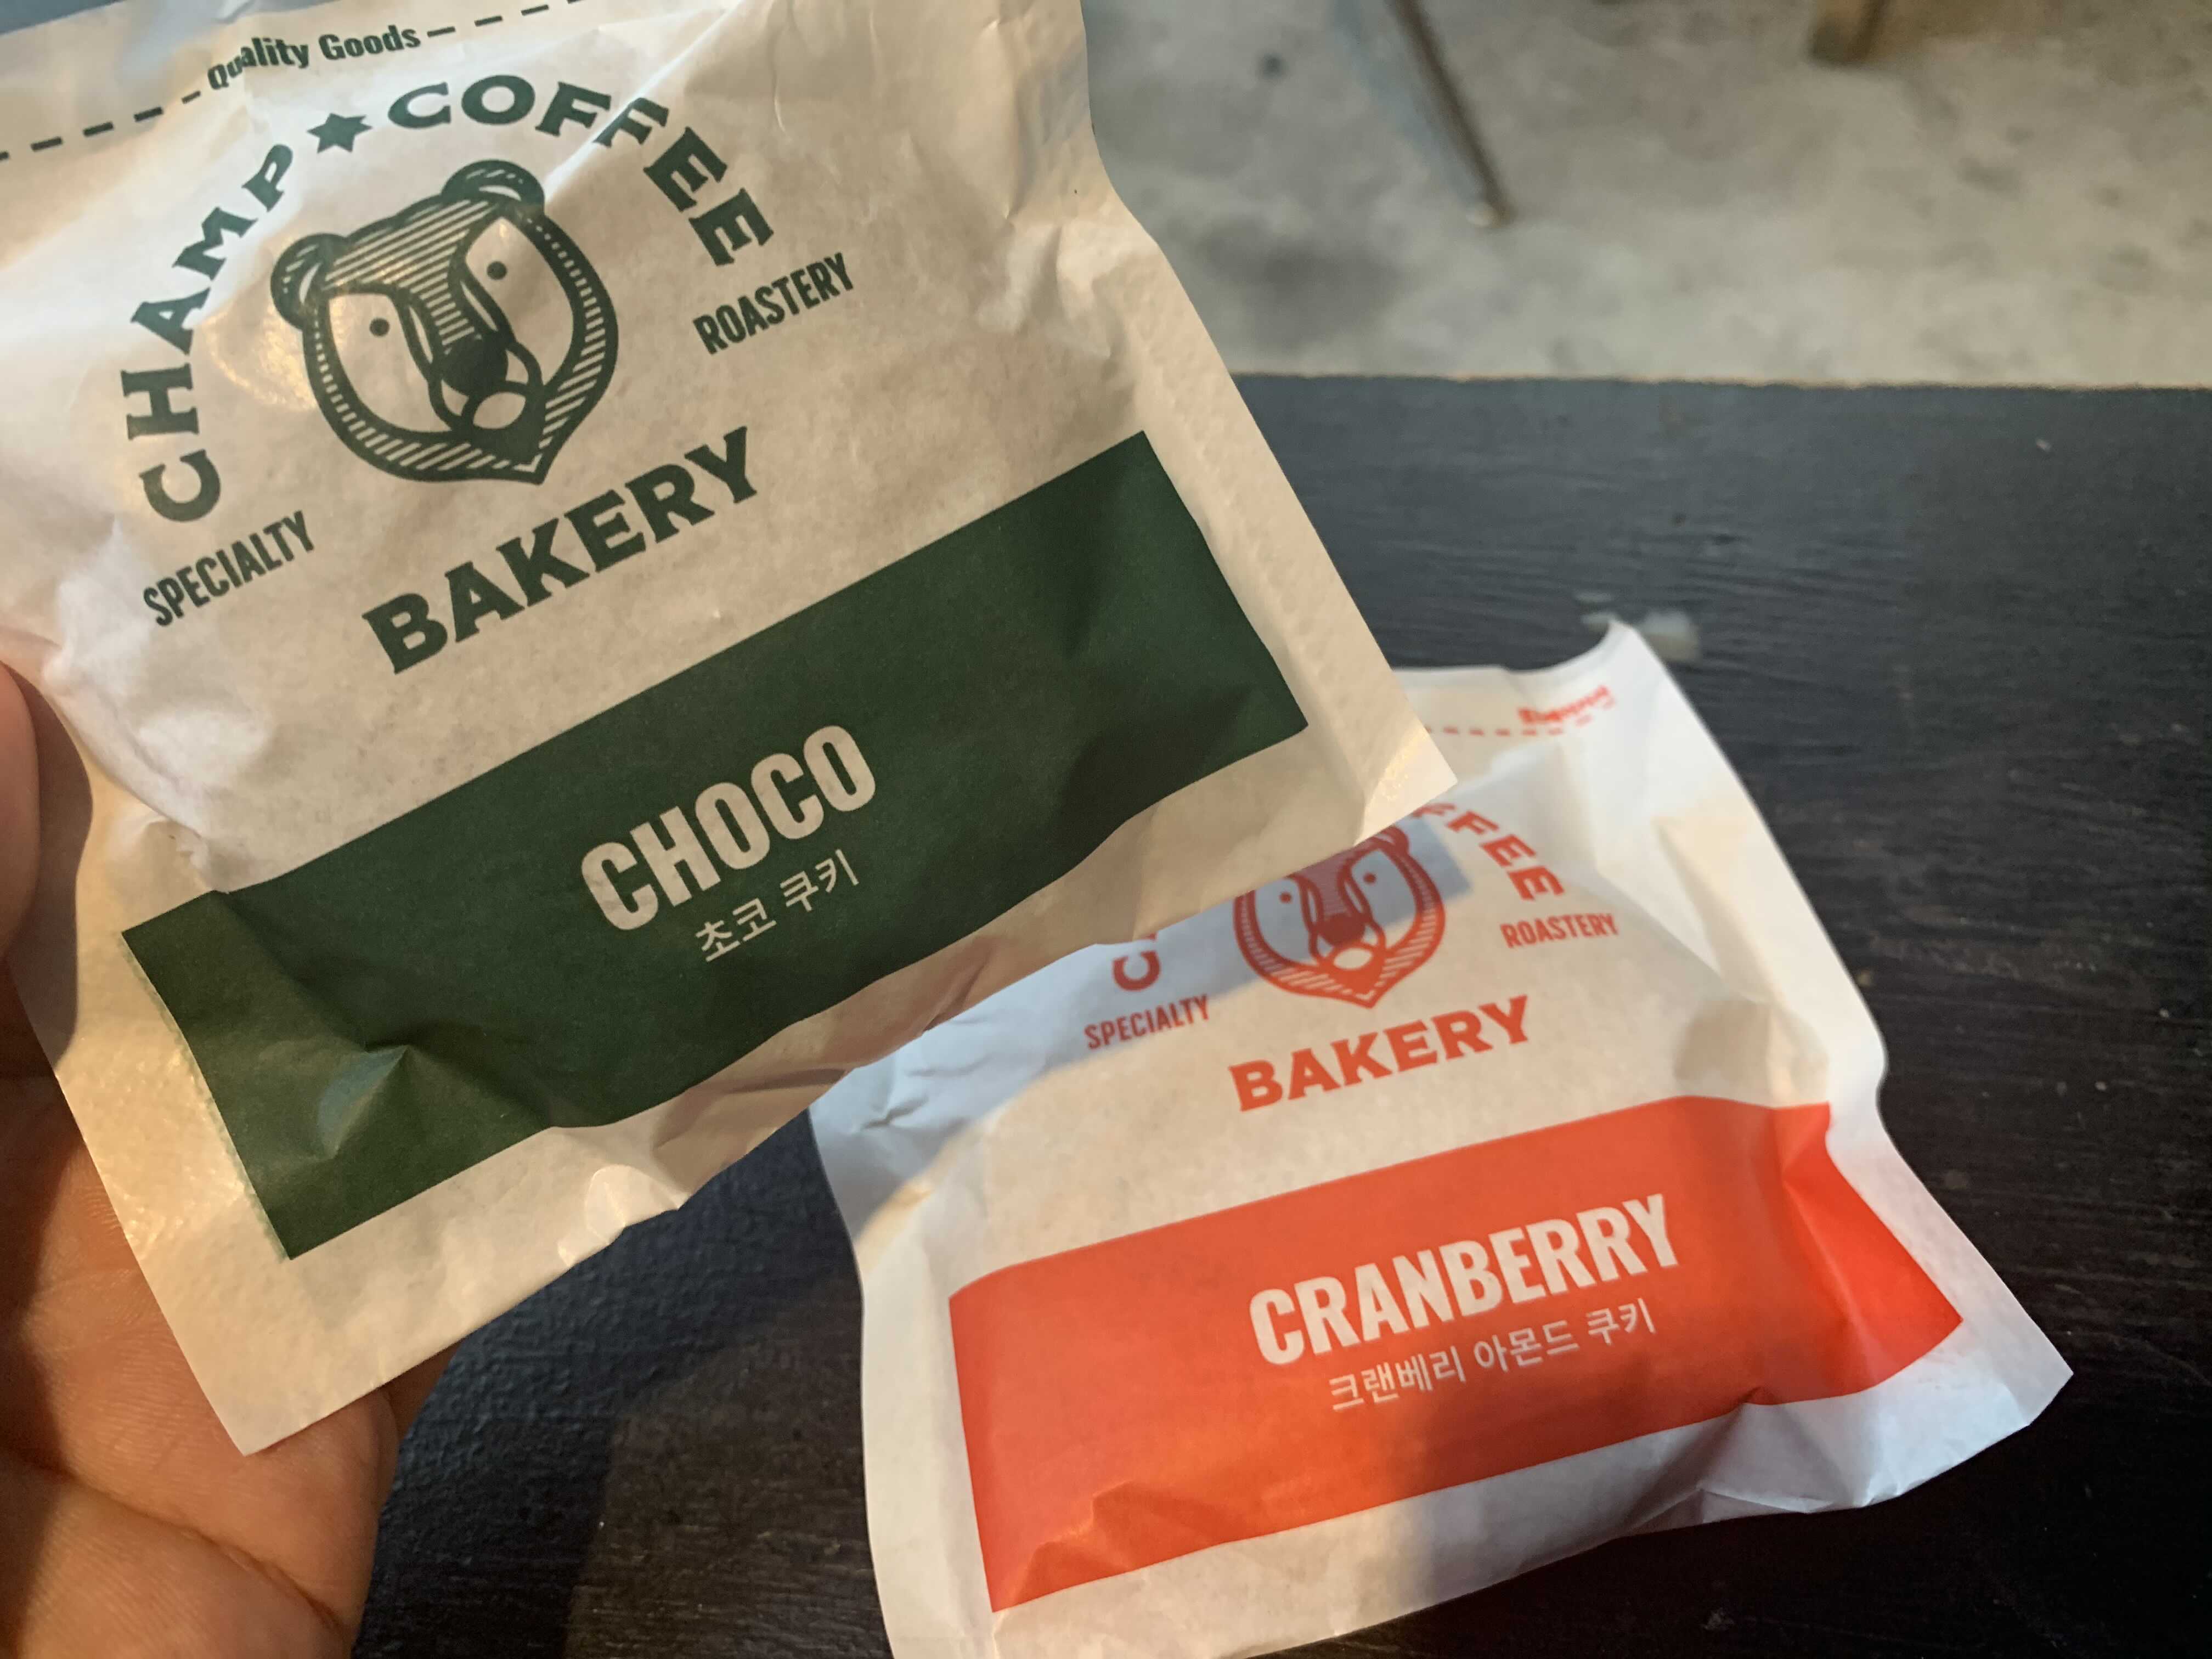 Quality Goods
CHAMP★COFFEE
SPECIALTY
ROASTERY
BAKERY
CHOCO
초코 쿠키
C
FFEE
SPECIALTY
ROASTERY
BAKERY
CRANBERRY
크랜베리 아몬드 쿠키